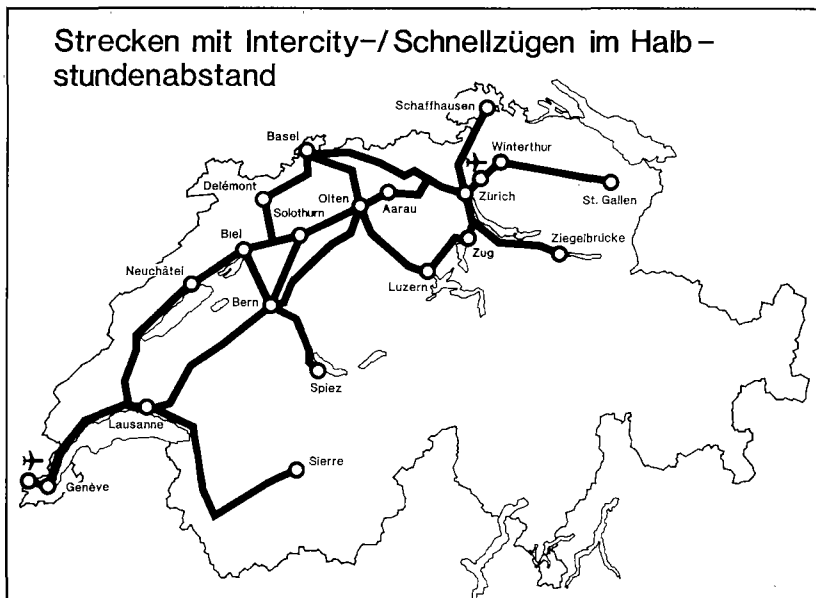 Strecken mit Intercity-/Schnellzügen im Halb-
stundenabstand
Schaffhausen
Basel
Winterthur
Delémont
Olten
Aarau
Zürich
St. Gallen
Solothurn
Biel
Ziegelbrücke
Zug
Neuchâtel
Luzern
Bern
Spiez
Lausanne
Sierre
Genève